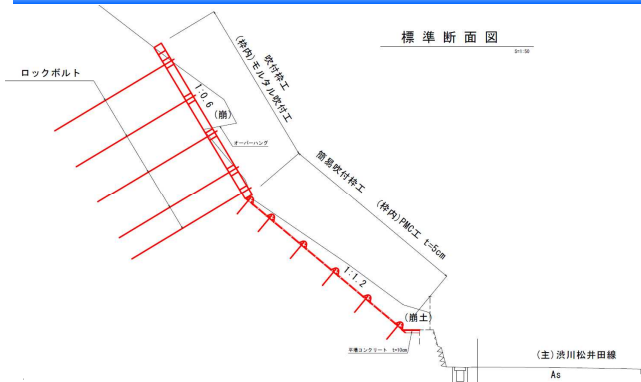 標準断面図
S=1:50
ロックボルト
吹付枠工
(枠内)モルタル吹付工
1:0.6
(崩)
オーバーハング
簡易吹付枠工
(枠内)PMC工 t=5cm
1:1.2
(崩土)
平場コンクリート t=10cm
(主)渋川松井田線
As